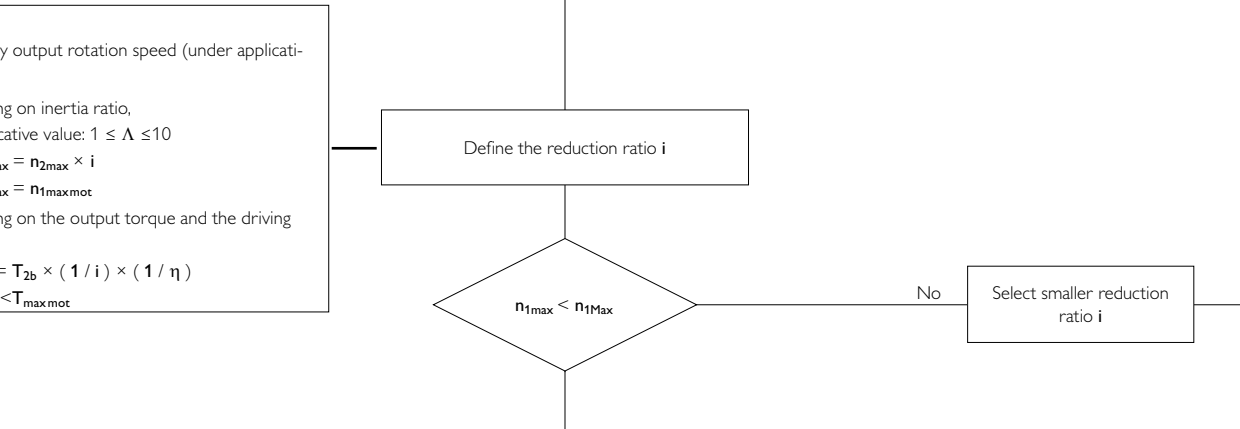 y output rotation speed (under applicati-
ng on inertia ratio,
cative value: 1 ≤ Λ ≤10
ax = n2max × i
ax = n1maxmot
ng on the output torque and the driving
= T2b × ( 1 / i ) × ( 1 / η )
<Tmaxmot
Define the reduction ratio i
n1max < n1Max
No
Select smaller reduction
ratio i